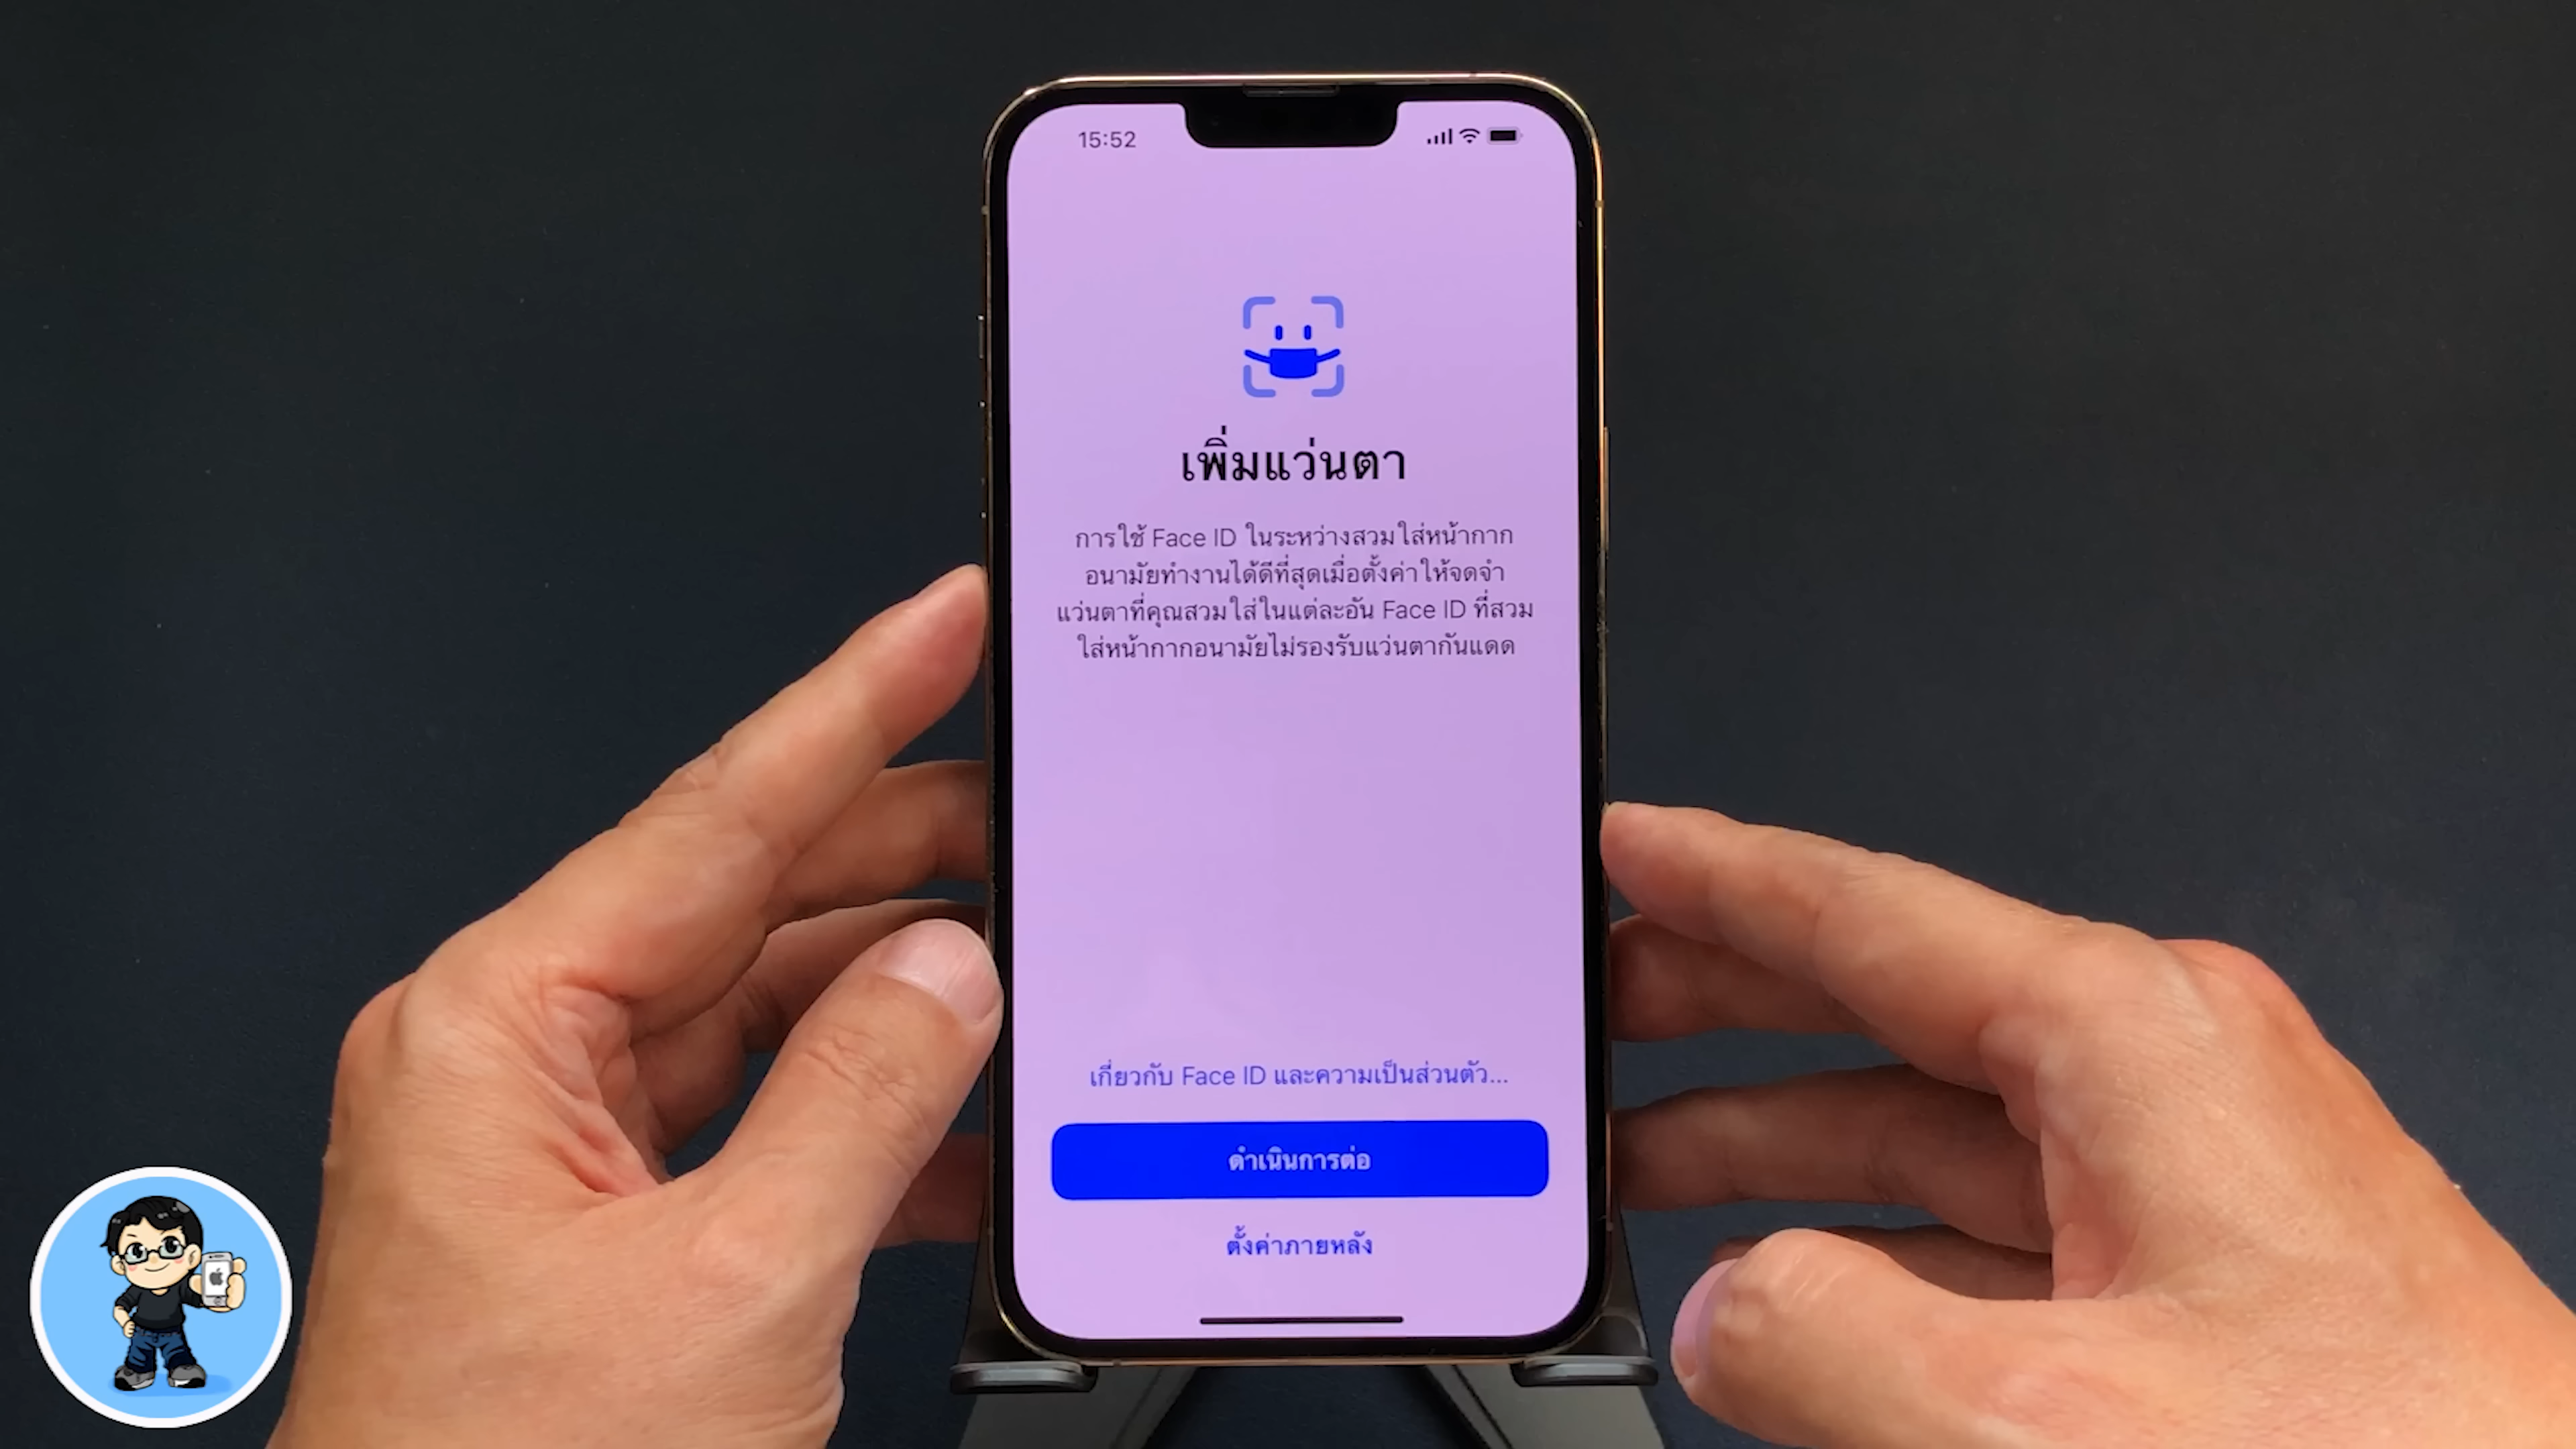 15:52
เพิ่มแว่นตา
การใช้ Face ID ในระหว่างสวมใส่หน้ากาก
อนามัยทำงานได้ดีที่สุดเมื่อตั้งค่าให้จดจำ
แว่นตาที่คุณสวมใส่ในแต่ละอัน Face ID ที่สวม
ใส่หน้ากากอนามัยไม่รองรับแว่นตากันแดด
เกี่ยวกับ Face ID และความเป็นส่วนตัว...
ดำเนินการต่อ
ตั้งค่าภายหลัง